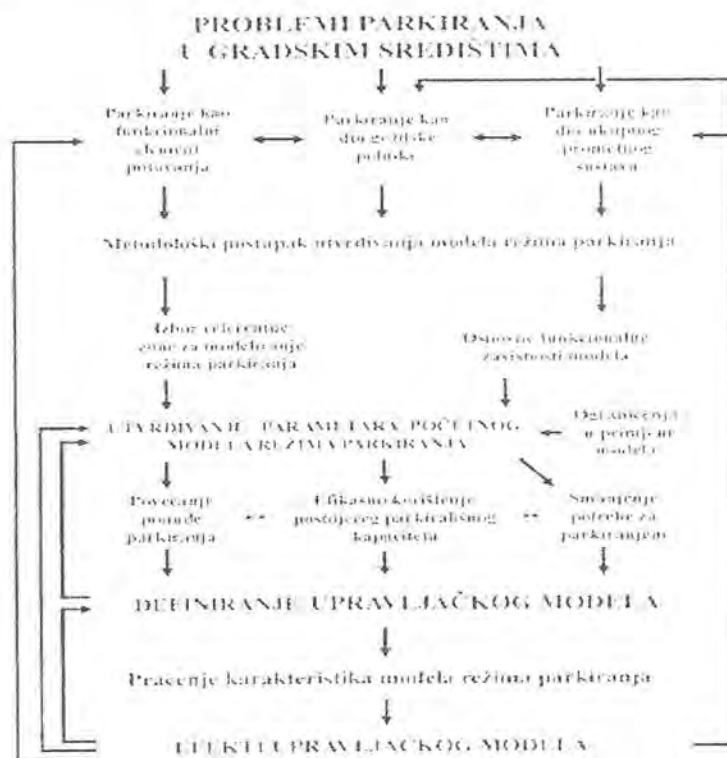 PROBLEMI PARKIRANJA
U GRADSKIM SREDIŠTIMA
Parkiranje kao
funkcionalni
element
putovanja
Parkiranje kao
dio gradske
politike
Parkiranje kao
dio ukupnog
prometnog
sustava
Metodološki postupak utvrđivanja modela režima parkiranja
Izbor referentne
zone za modeliranje
režima parkiranja
Osnovne funkcionalne
zavisnosti modela
UTVRĐIVANJE PARAMETARA POČETNOG
MODELA REŽIMA PARKIRANJA
Ograničenja
u primjeni
modela
Povećanje
ponude
parkiranja
Efikasno korištenje
postojećeg parkirališnog
kapaciteta
Smanjenje
potrebe za
parkiranjem
DEFINIRANJE UPRAVLJAČKOG MODELA
Praćenje karakteristika modela režima parkiranja
EFEKTI UPRAVLJAČKOG MODELA